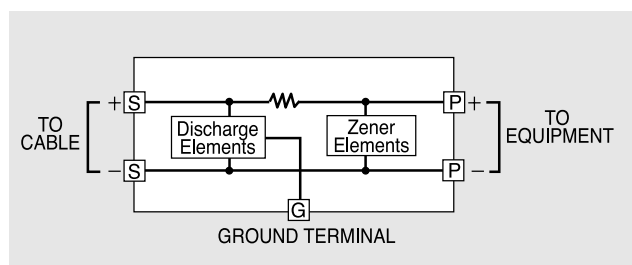 + S
P +
TO
CABLE
Discharge
Elements
Zener
Elements
TO
EQUIPMENT
− S
P −
G
GROUND TERMINAL